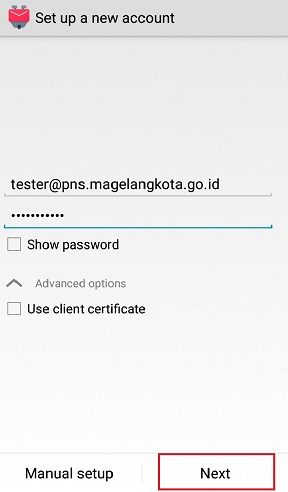 Set up a new account
tester@pns.magelangkota.go.id
•••••••••••
Show password
Advanced options
Use client certificate
Manual setup
Next